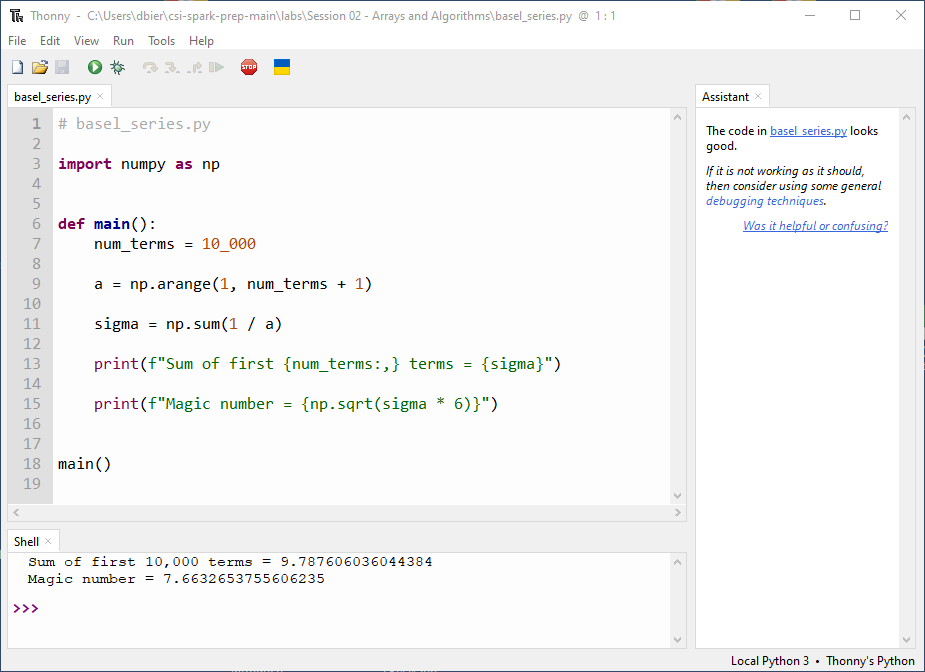 Thonny - C:\Users\dbier\csi-spark-prep-main\labs\Session 02 - Arrays and Algorithms\basel_series.py @ 1 : 1
File Edit View Run Tools Help
STOP
basel_series.py ×
1 # basel_series.py
2
3 import numpy as np
4
5
6 def main():
7     num_terms = 10_000
8
9     a = np.arange(1, num_terms + 1)
10
11     sigma = np.sum(1 / a)
12
13     print(f"Sum of first {num_terms:,} terms = {sigma}")
14
15     print(f"Magic number = {np.sqrt(sigma * 6)}")
16
17
18 main()
19
Assistant ×
The code in basel_series.py looks
good.
If it is not working as it should,
then consider using some general
debugging techniques.
Was it helpful or confusing?
Shell ×
Sum of first 10,000 terms = 9.787606036044384
Magic number = 7.6632653755606235
>>>
Local Python 3 • Thonny's Python